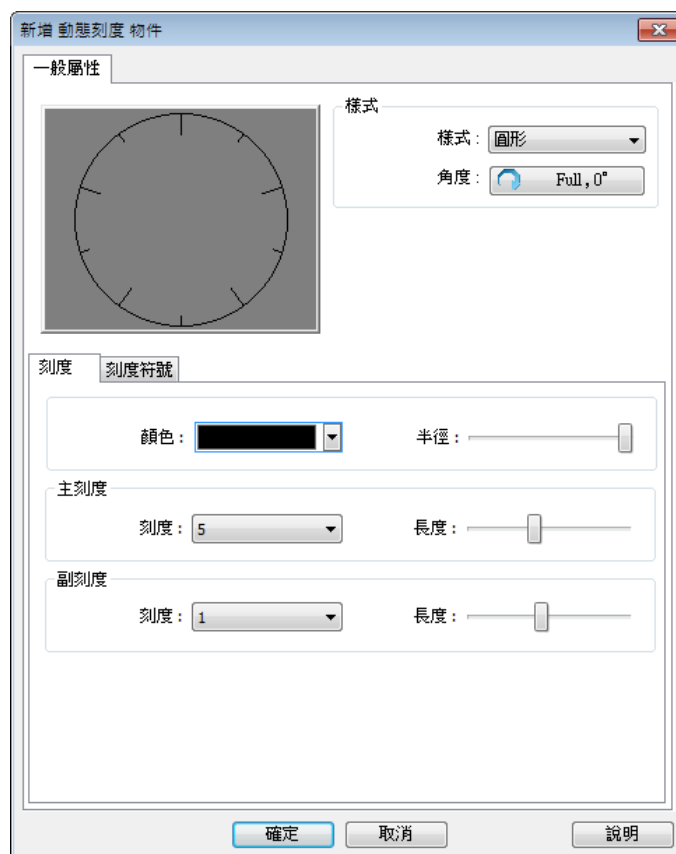 新增 動態刻度 物件
一般屬性
樣式
樣式：
圓形
角度：
Full, 0°
刻度
刻度符號
顏色：
半徑：
主刻度
刻度：
5
長度：
副刻度
刻度：
1
長度：
確定
取消
說明